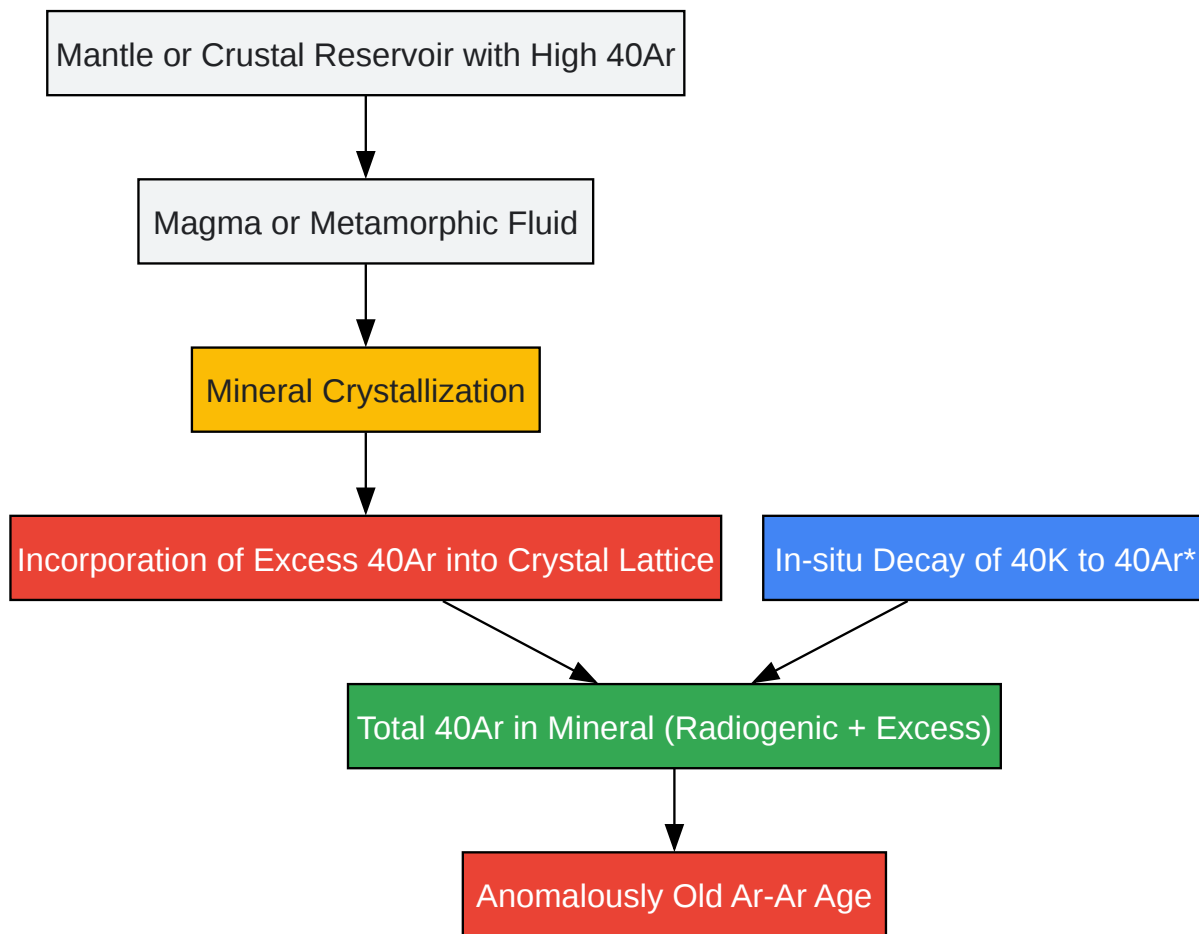 Mantle or Crustal Reservoir with High 40Ar
Magma or Metamorphic Fluid
Mineral Crystallization
Incorporation of Excess 40Ar into Crystal Lattice
In-situ Decay of 40K to 40Ar*
Total 40Ar in Mineral (Radiogenic + Excess)
Anomalously Old Ar-Ar Age